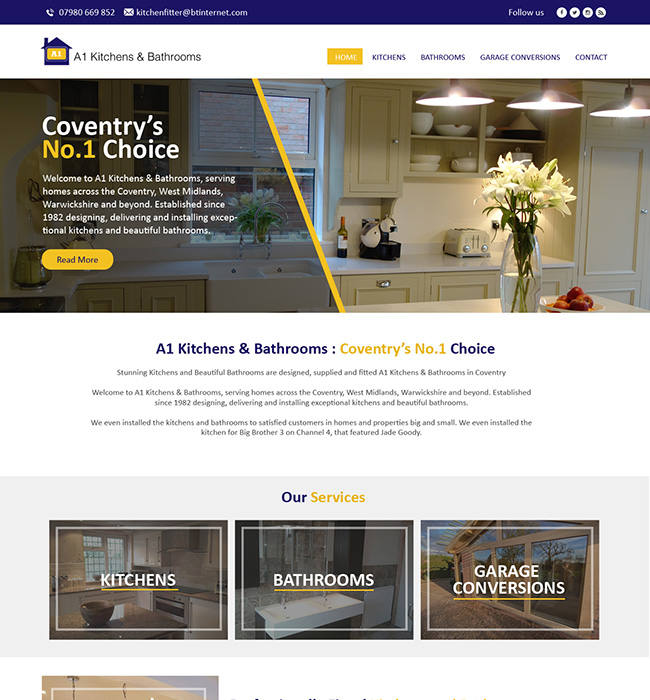 07980 669 852 kitchenfitter@btinternet.com Follow us
A1 A1 Kitchens & Bathrooms HOME KITCHENS BATHROOMS GARAGE CONVERSIONS CONTACT
Coventry's
No.1 Choice
Welcome to A1 Kitchens & Bathrooms, serving
homes across the Coventry, West Midlands,
Warwickshire and beyond. Established since
1982 designing, delivering and installing excep-
tional kitchens and beautiful bathrooms.
Read More
A1 Kitchens & Bathrooms : Coventry's No.1 Choice
Stunning Kitchens and Beautiful Bathrooms are designed, supplied and fitted A1 Kitchens & Bathrooms in Coventry
Welcome to A1 Kitchens & Bathrooms, serving homes across the Coventry, West Midlands, Warwickshire and beyond. Established
since 1982 designing, delivering and installing exceptional kitchens and beautiful bathrooms.
We even installed the kitchens and bathrooms to satisfied customers in homes and properties big and small. We even installed the
kitchen for Big Brother 3 on Channel 4, that featured Jade Goody.
Our Services
KITCHENS
BATHROOMS
GARAGE
CONVERSIONS